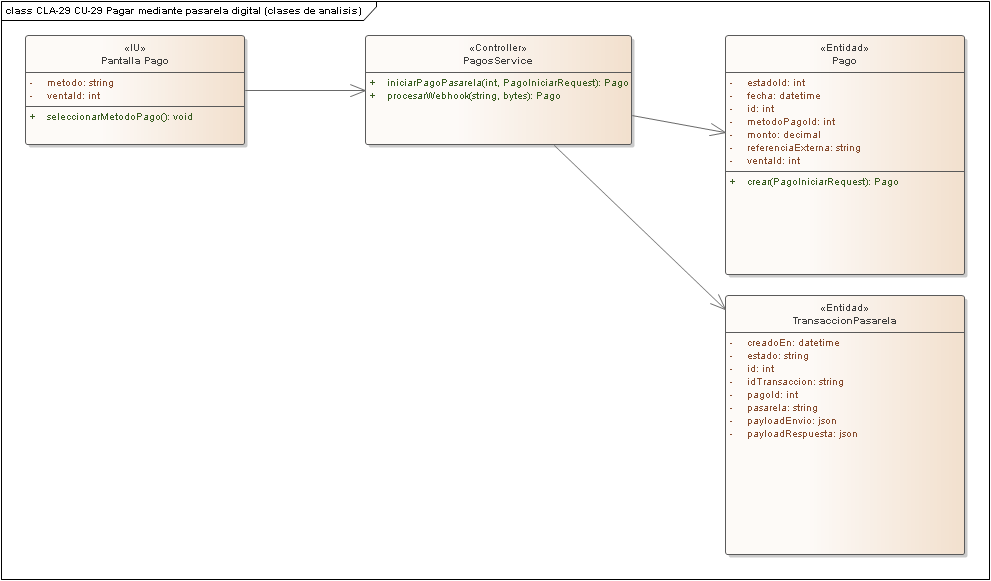 class CLA-29 CU-29 Pagar mediante pasarela digital (clases de analisis)
«IU»
Pantalla Pago
- metodo: string
- ventaId: int
+ seleccionarMetodoPago(): void
«Controller»
PagosService
+ iniciarPagoPasarela(int, PagoIniciarRequest): Pago
+ procesarWebhook(string, bytes): Pago
«Entidad»
Pago
- estadoId: int
- fecha: datetime
- id: int
- metodoPagoId: int
- monto: decimal
- referenciaExterna: string
- ventaId: int
+ crear(PagoIniciarRequest): Pago
«Entidad»
TransaccionPasarela
- creadoEn: datetime
- estado: string
- id: int
- idTransaccion: string
- pagoId: int
- pasarela: string
- payloadEnvio: json
- payloadRespuesta: json